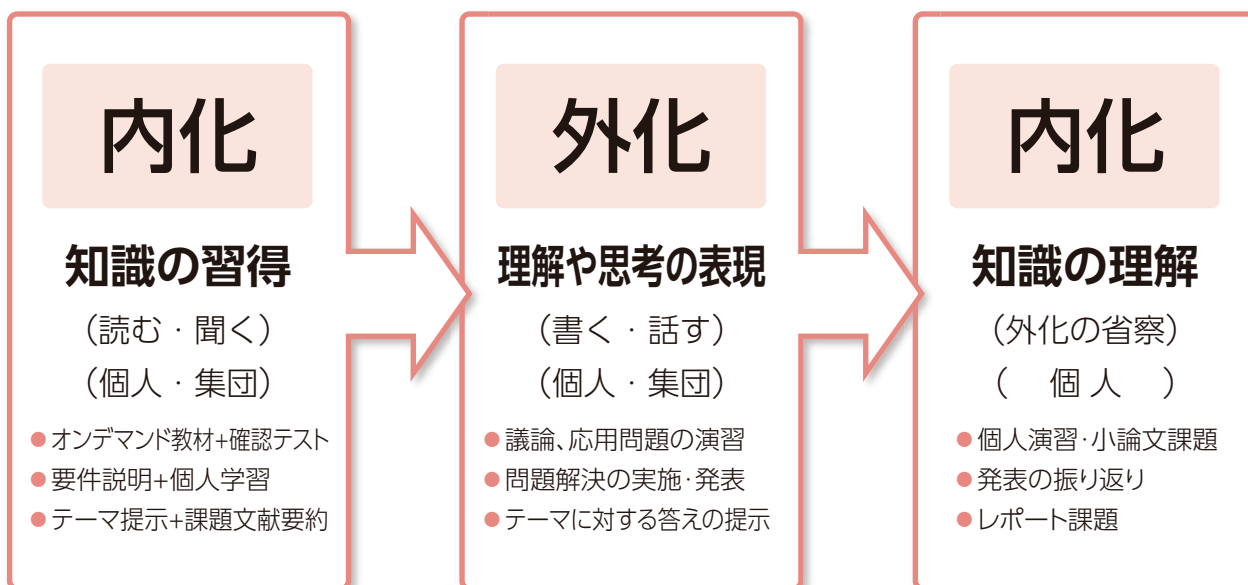 内化
知識の習得
（読む・聞く）
（個人・集団）
●オンデマンド教材+確認テスト
●要件説明+個人学習
●テーマ提示+課題文献要約
外化
理解や思考の表現
（書く・話す）
（個人・集団）
●議論、応用問題の演習
●問題解決の実施・発表
●テーマに対する答えの提示
内化
知識の理解
（外化の省察）
（　個 人　）
●個人演習・小論文課題
●発表の振り返り
●レポート課題